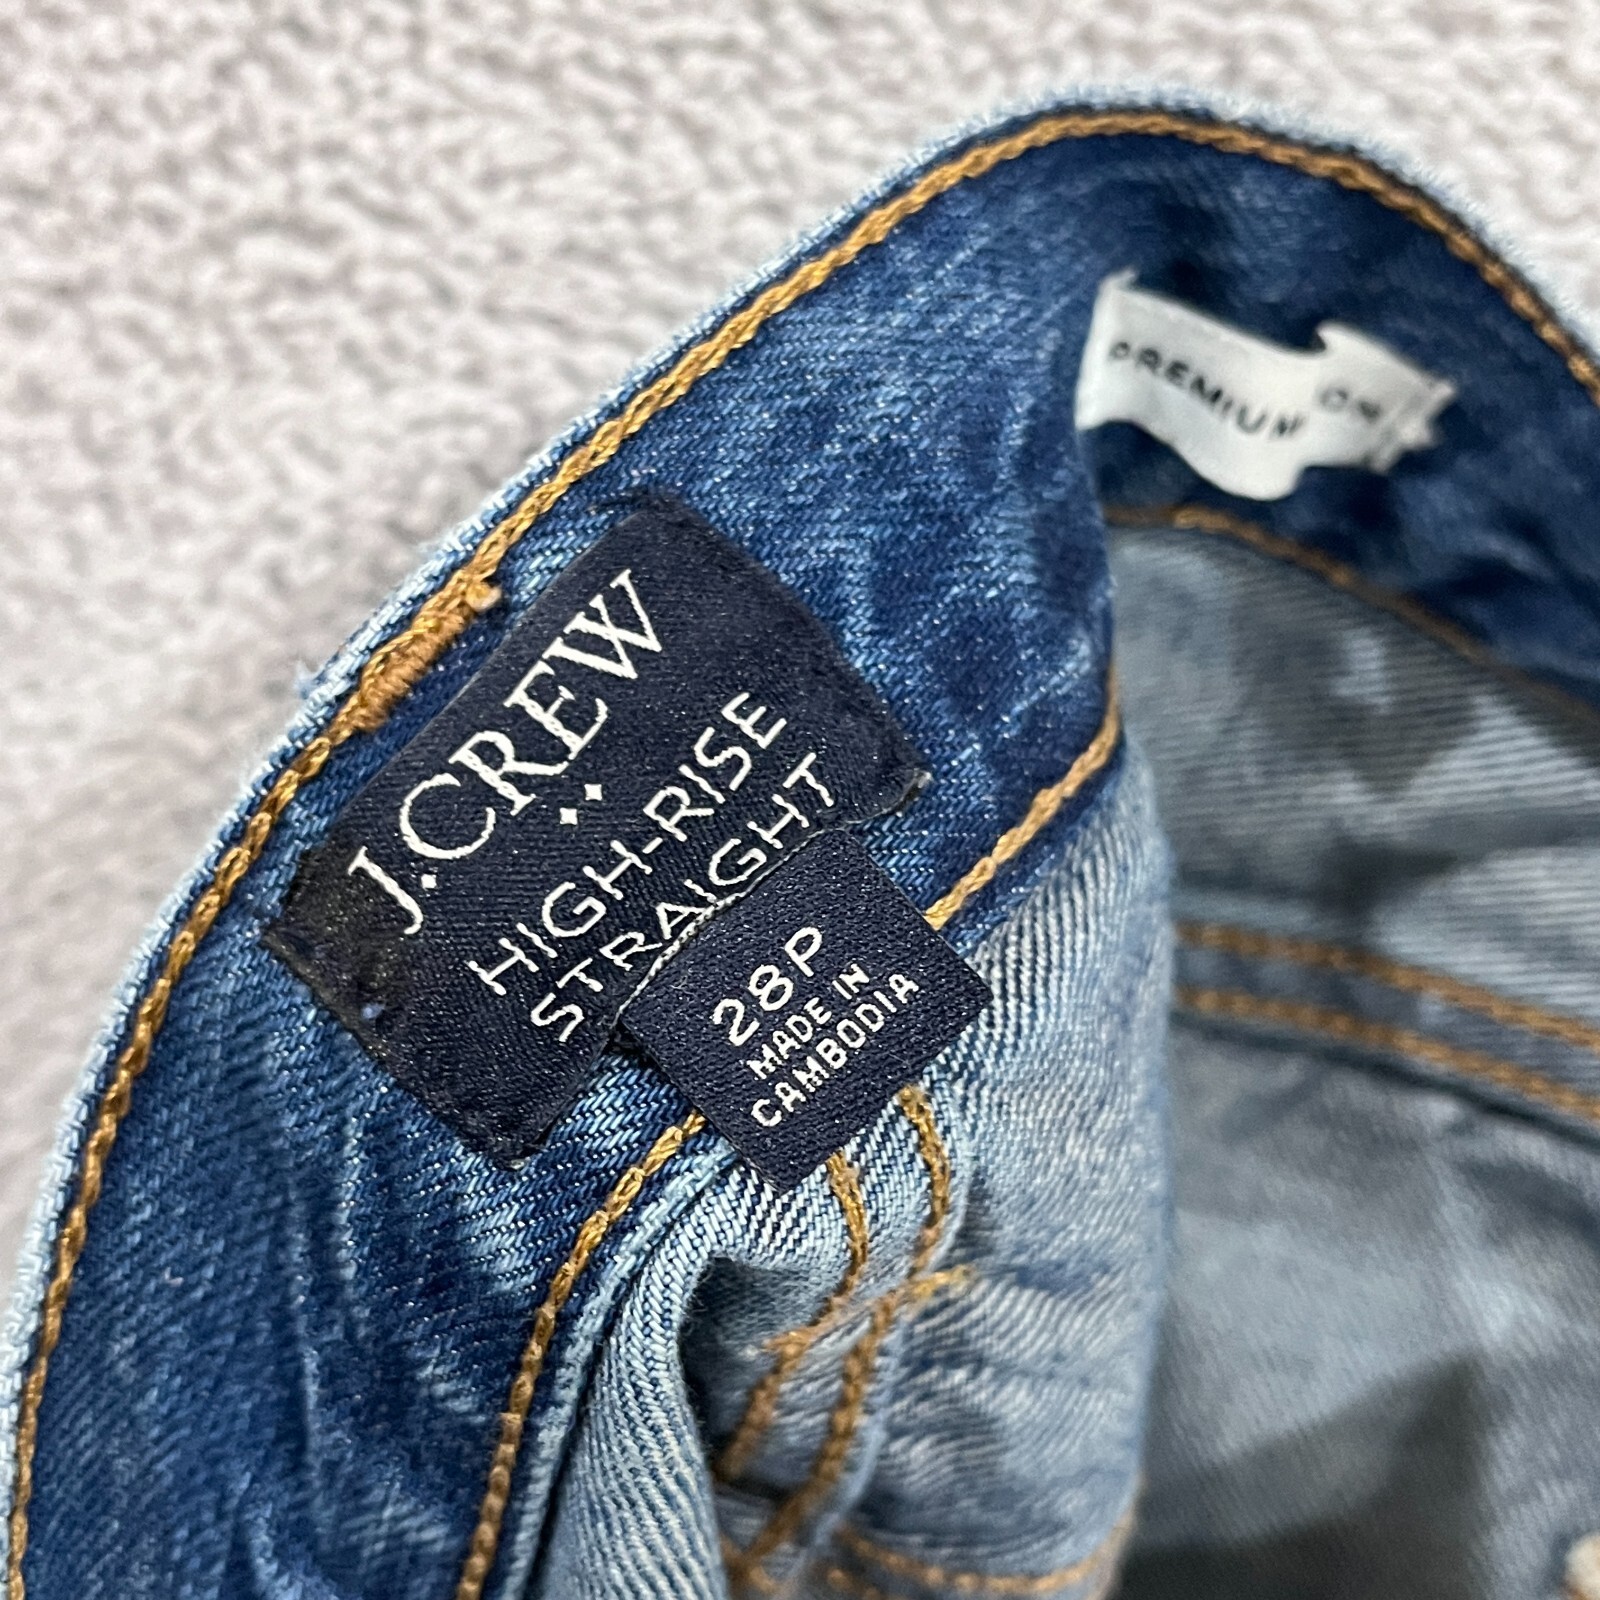 J.CREW
HIGH-RISE
STRAIGHT
28P
MADE IN
CAMBODIA
PREMIUM